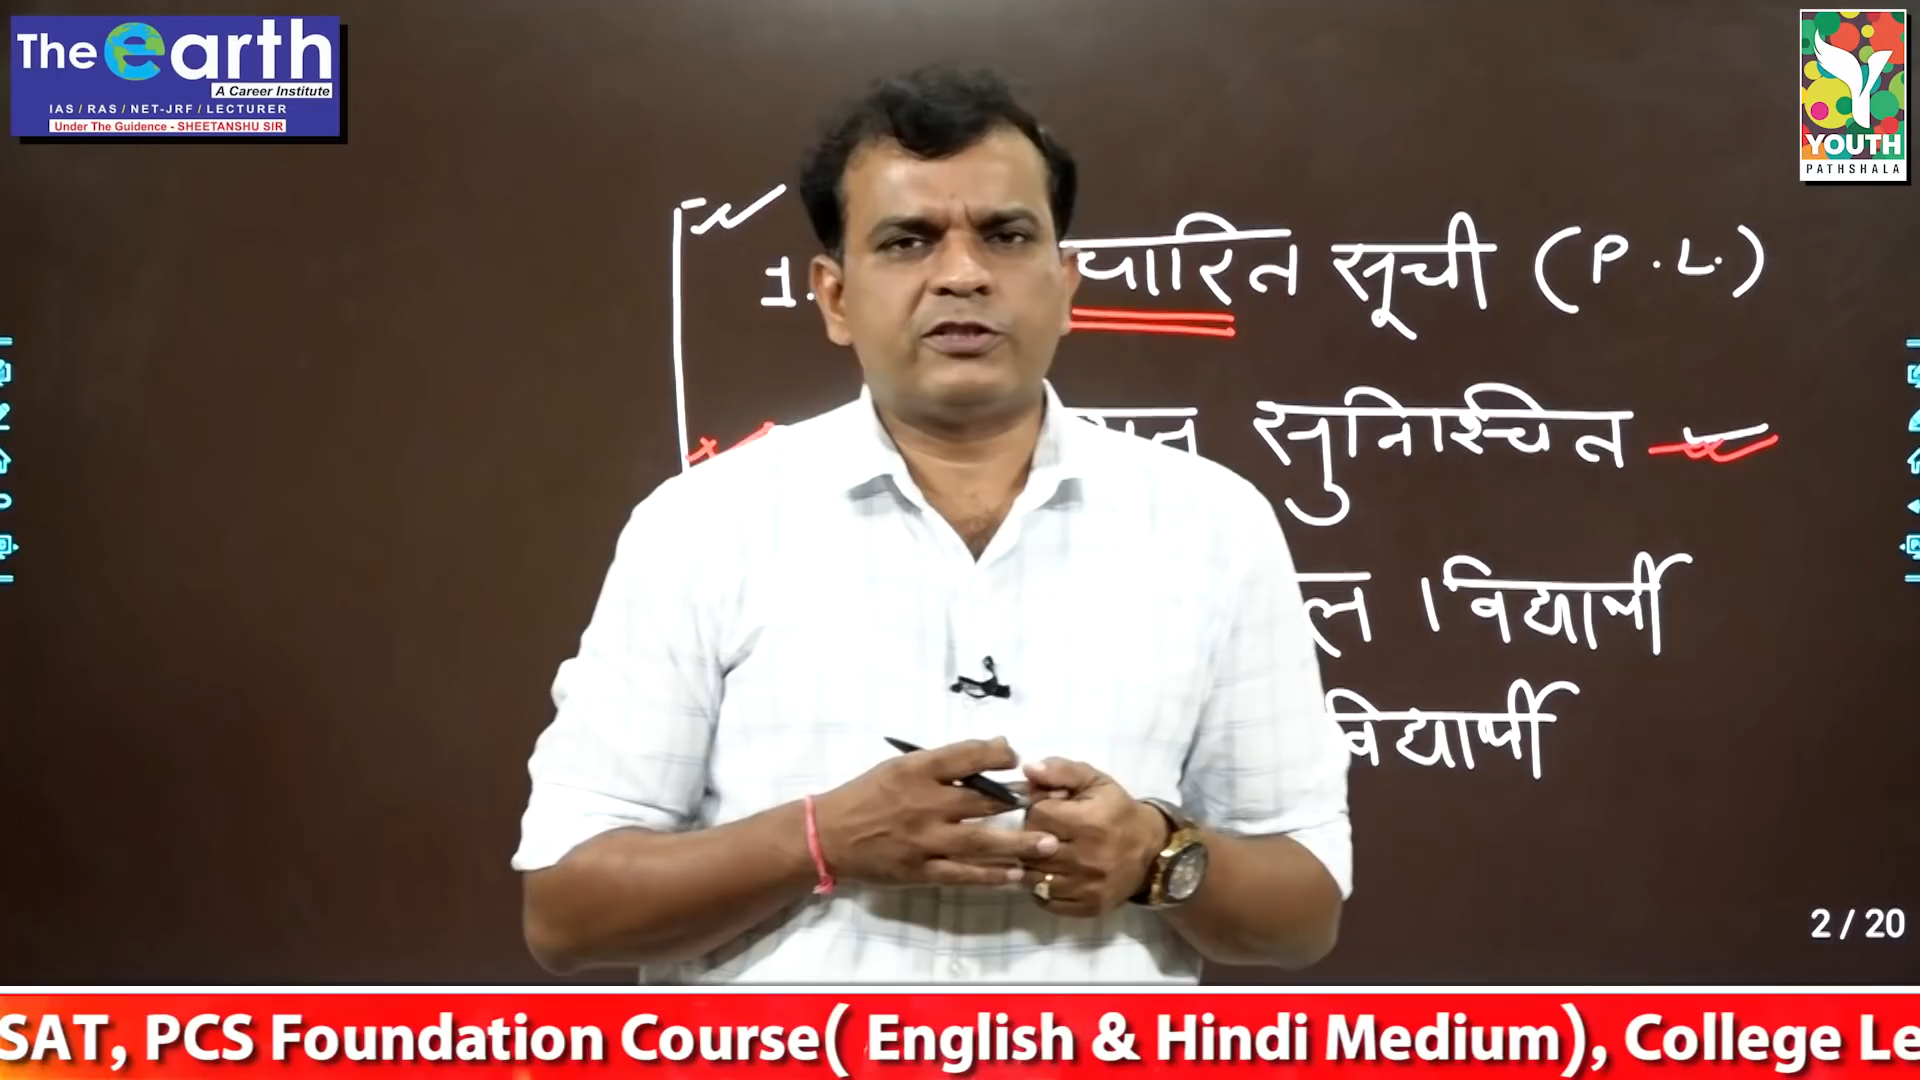 The earth
A Career Institute
IAS / RAS / NET-JRF / LECTURER
Under The Guidence - SHEETANSHU SIR
YOUTH
PATHSHALA
1. सूची (P.L.)
सुनिश्चित
। विद्यार्थी
विद्यार्थी
2 / 20
SAT, PCS Foundation Course( English & Hindi Medium), College Le